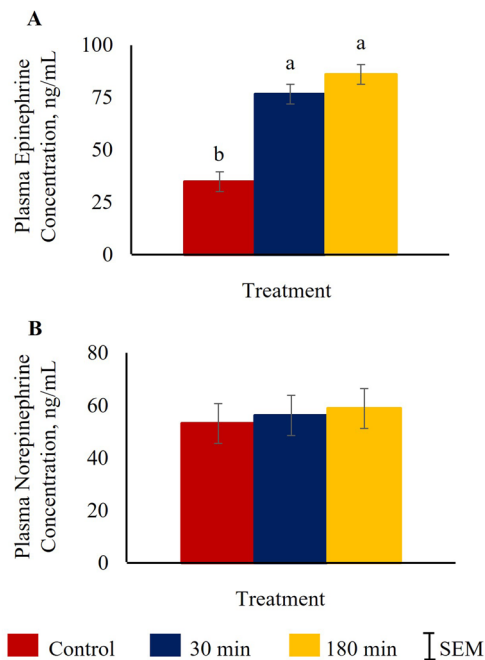 A
Plasma Epinephrine
Concentration, ng/mL
100
75
50
25
0
b
a
a
Treatment
B
Plasma Norepinephrine
Concentration, ng/mL
80
60
40
20
0
Treatment
Control
30 min
180 min
SEM